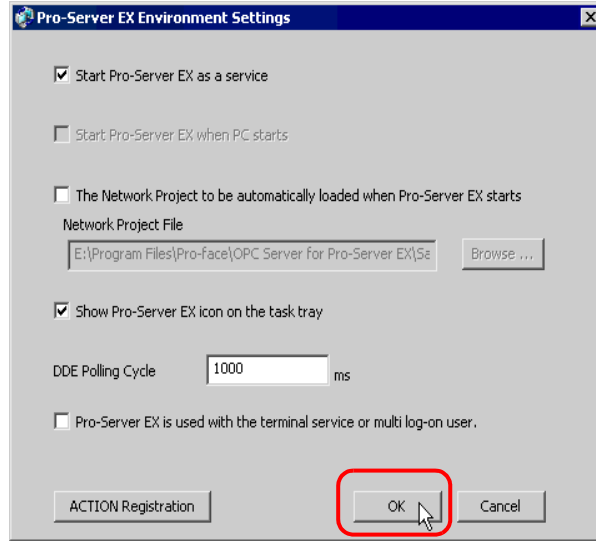 Pro-Server EX Environment Settings
Start Pro-Server EX as a service
Start Pro-Server EX when PC starts
The Network Project to be automatically loaded when Pro-Server EX starts
Network Project File
E:\Program Files\Pro-face\OPC Server for Pro-Server EX\Sa
Browse ...
Show Pro-Server EX icon on the task tray
DDE Polling Cycle 1000 ms
Pro-Server EX is used with the terminal service or multi log-on user.
ACTION Registration OK Cancel